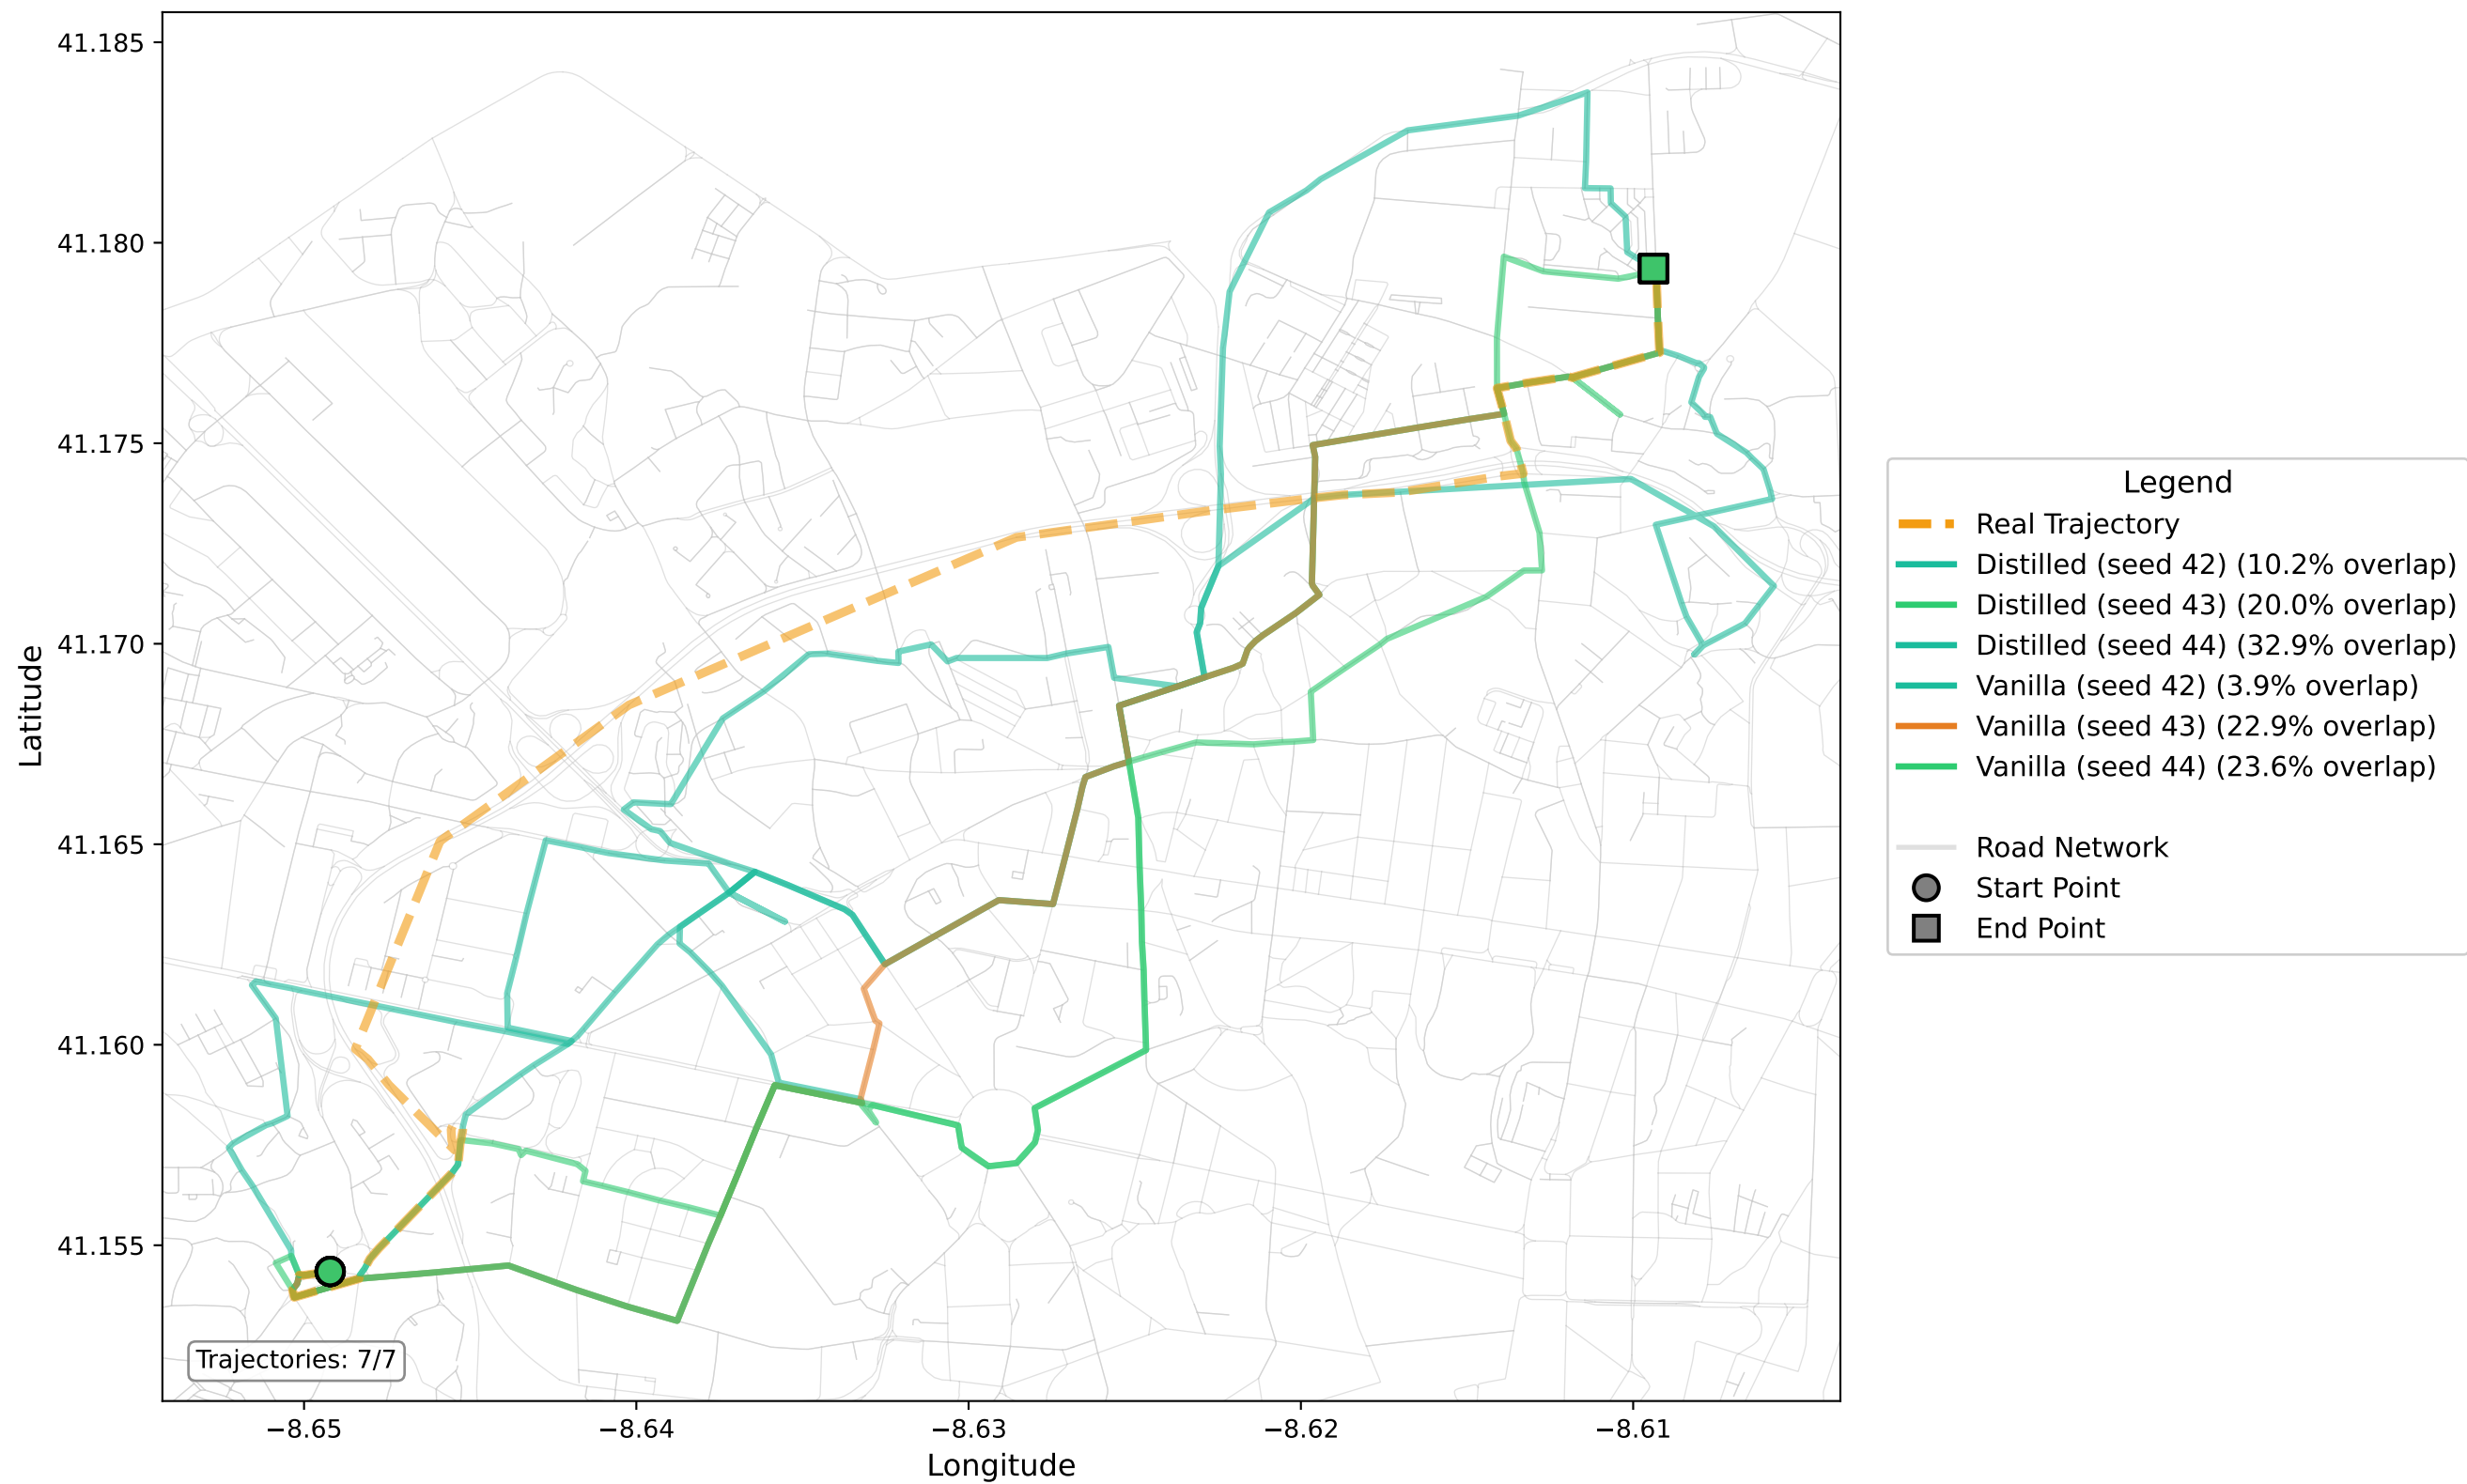 41.185
41.180
41.175
41.170
41.165
41.160
41.155
Latitude
−8.65
−8.64
−8.63
−8.62
−8.61
Longitude
Trajectories: 7/7
Legend
Real Trajectory
Distilled (seed 42) (10.2% overlap)
Distilled (seed 43) (20.0% overlap)
Distilled (seed 44) (32.9% overlap)
Vanilla (seed 42) (3.9% overlap)
Vanilla (seed 43) (22.9% overlap)
Vanilla (seed 44) (23.6% overlap)
Road Network
Start Point
End Point